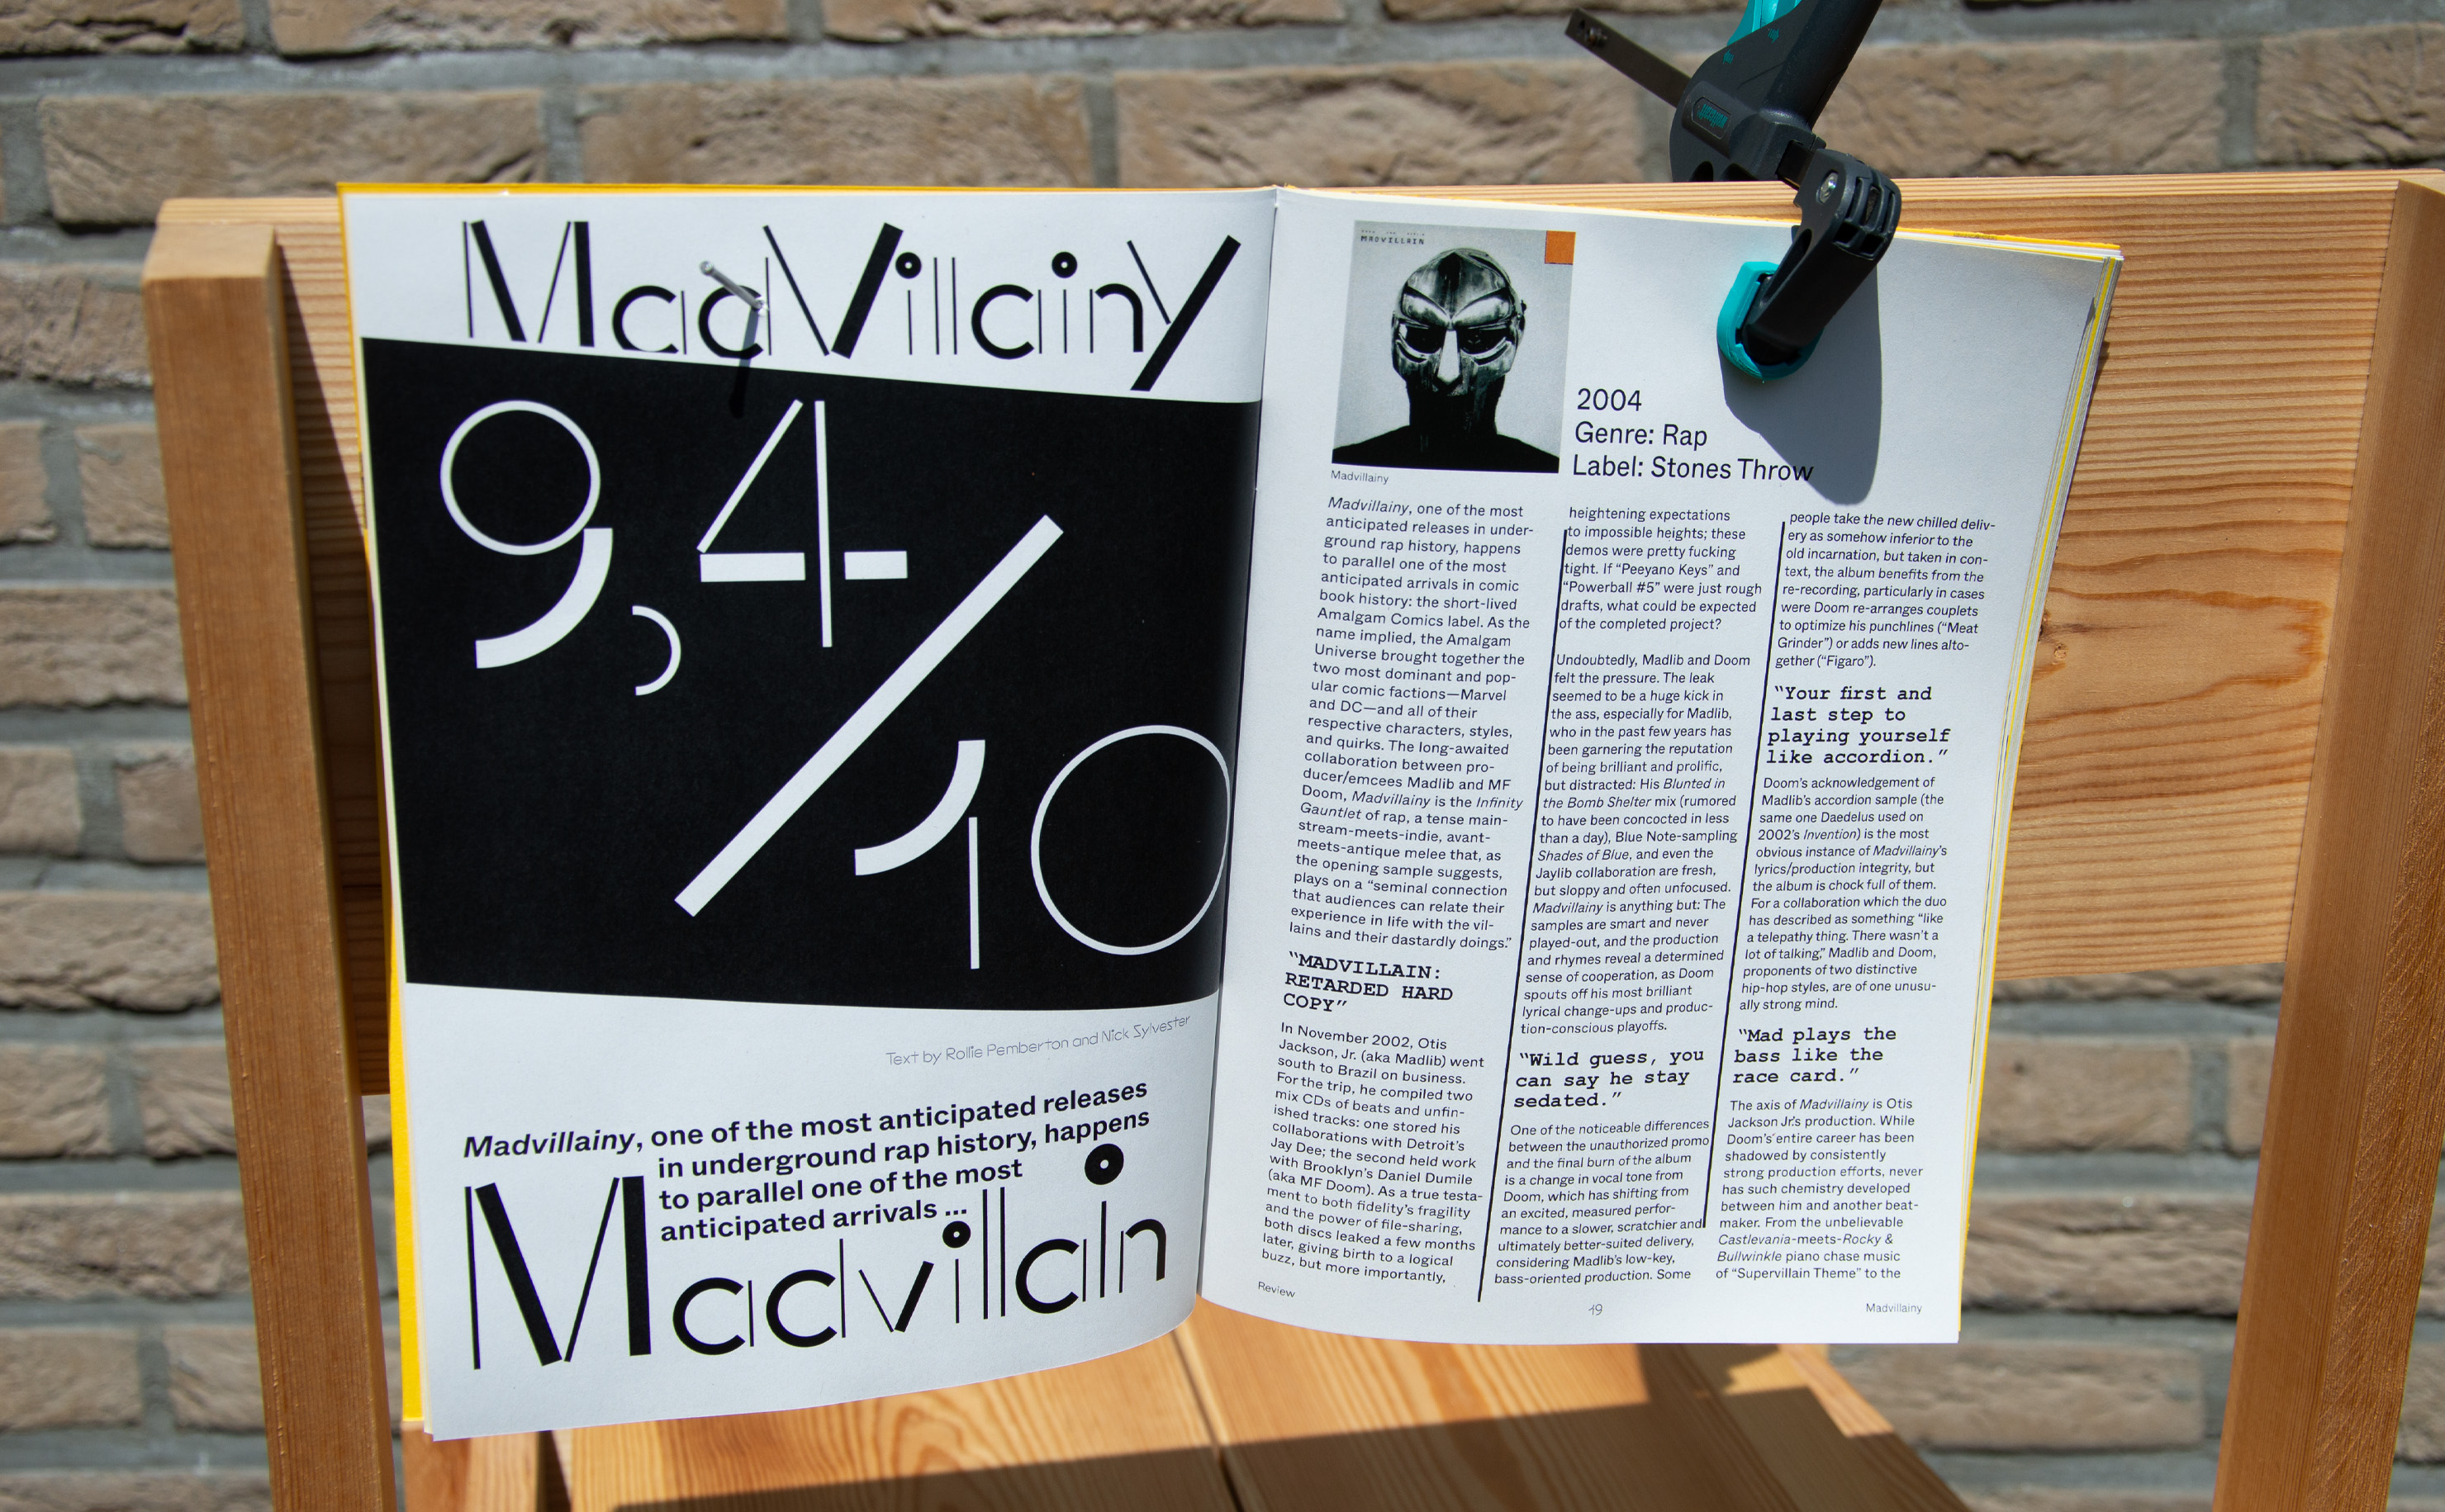 MadVillainy
9,4/10
Text by Rollie Pemberton and Nick Sylvester
Madvillainy, one of the most anticipated releases
in underground rap history, happens
to parallel one of the most
anticipated arrivals ...
Madvillain
MADVILLAIN
Madvillainy
2004
Genre: Rap
Label: Stones Throw
Madvillainy, one of the most
anticipated releases in under-
ground rap history, happens
to parallel one of the most
anticipated arrivals in comic
book history: the short-lived
Amalgam Comics label. As the
name implied, the Amalgam
Universe brought together the
two most dominant and pop-
ular comic factions—Marvel
and DC—and all of their
respective characters, styles,
and quirks. The long-awaited
collaboration between pro-
ducer/emcees Madlib and MF
Doom, Madvillainy is the Infinity
Gauntlet of rap, a tense main-
stream-meets-indie, avant-
meets-antique melee that, as
the opening sample suggests,
plays on a “seminal connection
that audiences can relate their
experience in life with the vil-
lains and their dastardly doings.”
“MADVILLAIN:
RETARDED HARD
COPY”
In November 2002, Otis
Jackson, Jr. (aka Madlib) went
south to Brazil on business.
For the trip, he compiled two
mix CDs of beats and unfin-
ished tracks: one stored his
collaborations with Detroit's
Jay Dee; the second held work
with Brooklyn's Daniel Dumile
(aka MF Doom). As a true testa-
ment to both fidelity's fragility
and the power of file-sharing,
both discs leaked a few months
later, giving birth to a logical
buzz, but more importantly,
heightening expectations
to impossible heights; these
demos were pretty fucking
tight. If “Peeyano Keys” and
“Powerball #5” were just rough
drafts, what could be expected
of the completed project?
Undoubtedly, Madlib and Doom
felt the pressure. The leak
seemed to be a huge kick in
the ass, especially for Madlib,
who in the past few years has
been garnering the reputation
of being brilliant and prolific,
but distracted: His Blunted in
the Bomb Shelter mix (rumored
to have been concocted in less
than a day), Blue Note-sampling
Shades of Blue, and even the
Jaylib collaboration are fresh,
but sloppy and often unfocused.
Madvillainy is anything but: The
samples are smart and never
played-out, and the production
and rhymes reveal a determined
sense of cooperation, as Doom
spouts off his most brilliant
lyrical change-ups and produc-
tion-conscious playoffs.
“Wild guess, you
can say he stay
sedated.”
One of the noticeable differences
between the unauthorized promo
and the final burn of the album
is a change in vocal tone from
Doom, which has shifting from
an excited, measured perfor-
mance to a slower, scratchier and
ultimately better-suited delivery,
considering Madlib's low-key,
bass-oriented production. Some
people take the new chilled deliv-
ery as somehow inferior to the
old incarnation, but taken in con-
text, the album benefits from the
re-recording, particularly in cases
were Doom re-arranges couplets
to optimize his punchlines (“Meat
Grinder”) or adds new lines alto-
gether (“Figaro”).
“Your first and
last step to
playing yourself
like accordion.”
Doom's acknowledgement of
Madlib's accordion sample (the
same one Daedelus used on
2002's Invention) is the most
obvious instance of Madvillainy's
lyrics/production integrity, but
the album is chock full of them.
For a collaboration which the duo
has described as something “like
a telepathy thing. There wasn't a
lot of talking,” Madlib and Doom,
proponents of two distinctive
hip-hop styles, are of one unusu-
ally strong mind.
“Mad plays the
bass like the
race card.”
The axis of Madvillainy is Otis
Jackson Jr.'s production. While
Doom's entire career has been
shadowed by consistently
strong production efforts, never
has such chemistry developed
between him and another beat-
maker. From the unbelievable
Castlevania-meets-Rocky &
Bullwinkle piano chase music
of “Supervillain Theme” to the
Review
19
Madvillainy